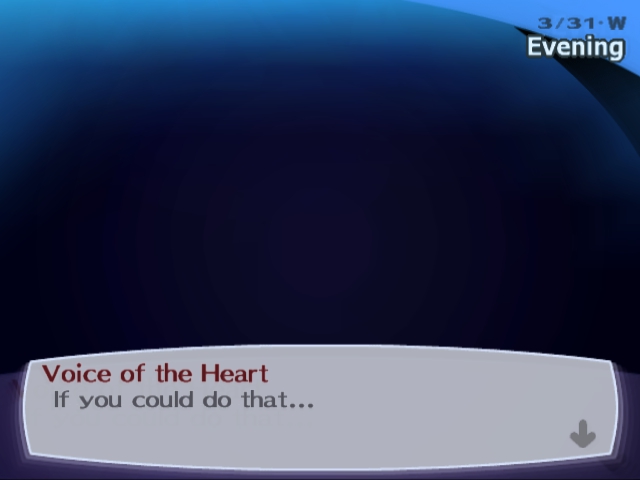 3/31·W
Evening
Voice of the Heart
If you could do that...